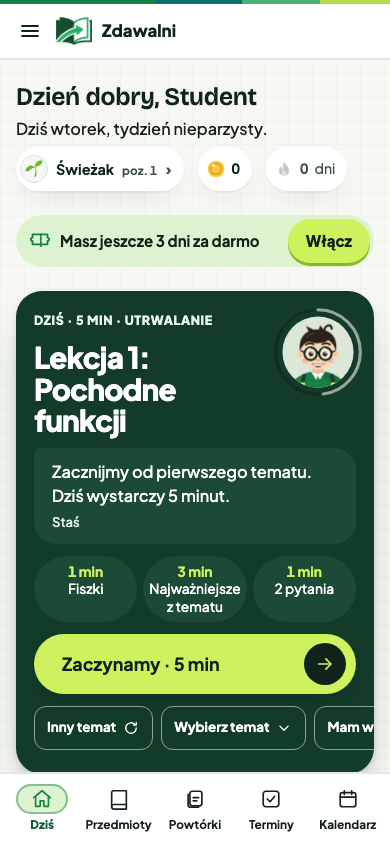 Zdawalni
Dzień dobry, Student
Dziś wtorek, tydzień nieparzysty.
Świeżak poz. 1 ›
0
0 dni
Masz jeszcze 3 dni za darmo
Włącz
DZIŚ · 5 MIN · UTRWALANIE
Lekcja 1:
Pochodne
funkcji
Zacznijmy od pierwszego tematu.
Dziś wystarczy 5 minut.
Staś
1 min
Fiszki
3 min
Najważniejsze
z tematu
1 min
2 pytania
Zaczynamy · 5 min
Inny temat
Wybierz temat
Mam w
Dziś
Przedmioty
Powtórki
Terminy
Kalendarz